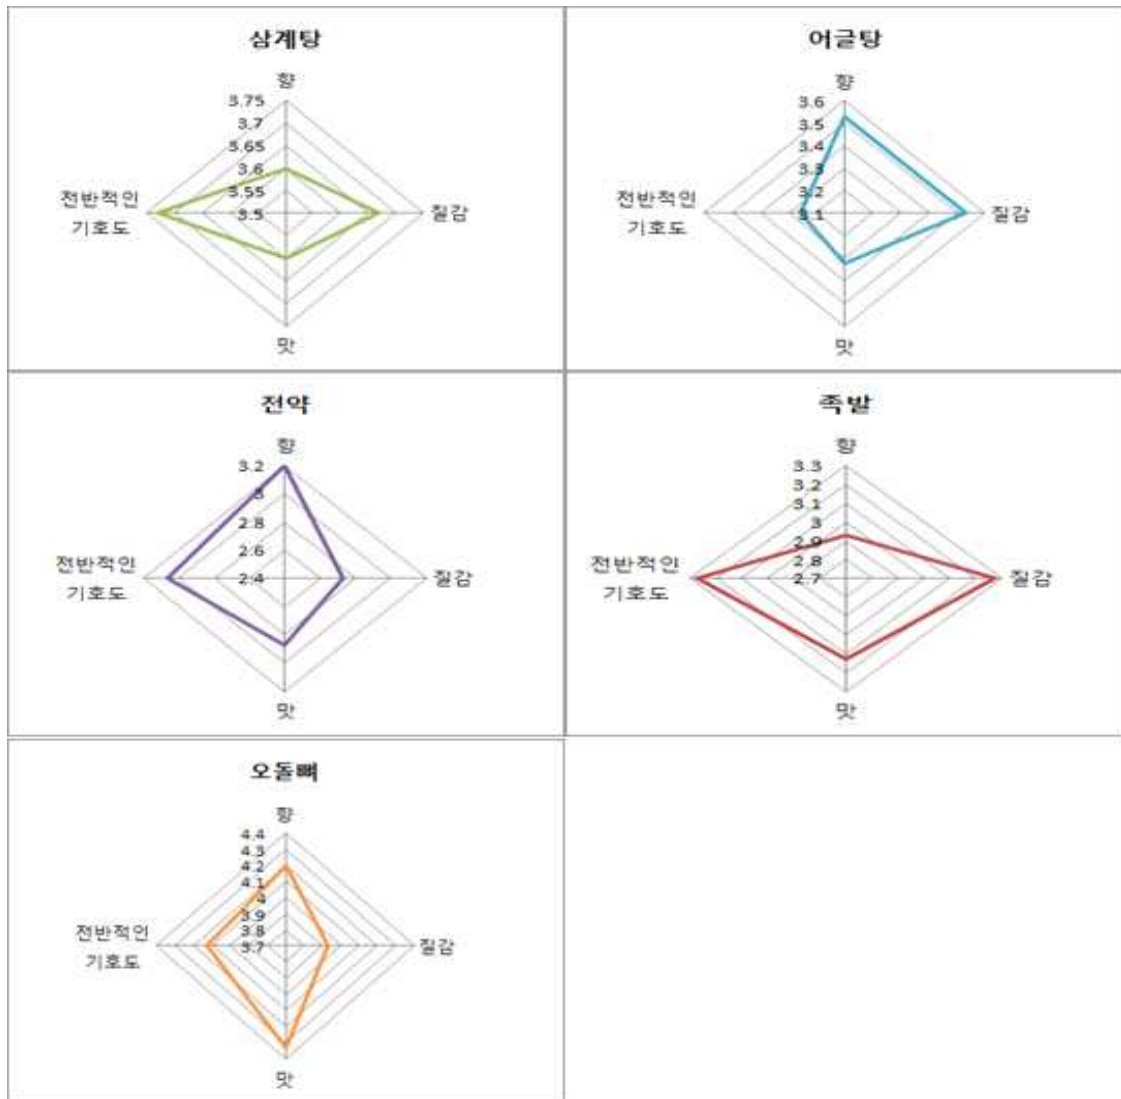 삼계탕
향
3.75
3.7
3.65
3.6
3.55
3.5
전반적인
기호도
질감
맛
어글탕
향
3.6
3.5
3.4
3.3
3.2
3.1
전반적인
기호도
질감
맛
전약
향
3.2
3
2.8
2.6
2.4
전반적인
기호도
질감
맛
족발
향
3.3
3.2
3.1
3
2.9
2.8
2.7
전반적인
기호도
질감
맛
오돌뼈
향
4.4
4.3
4.2
4.1
4
3.9
3.8
3.7
전반적인
기호도
질감
맛